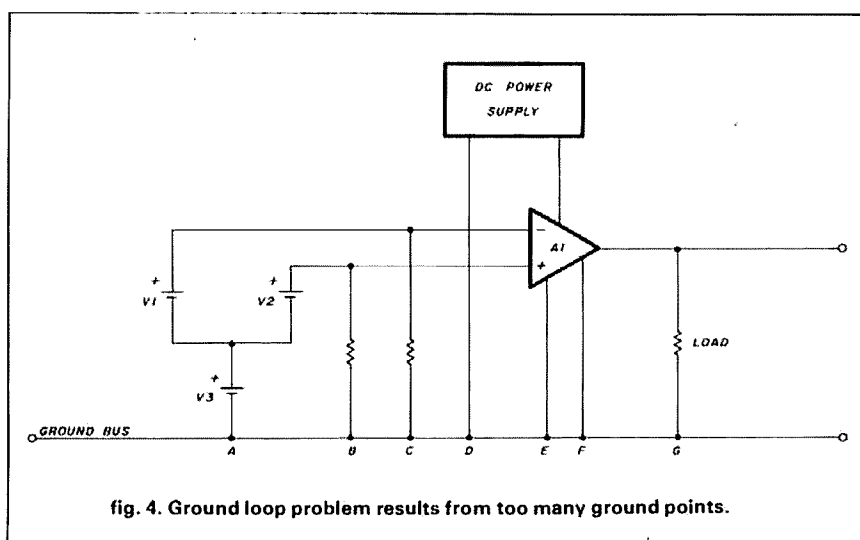 DC POWER
SUPPLY
A1
−
+
+
V1
+
V2
+
V3
LOAD
GROUND BUS
A B C D E F G
fig. 4. Ground loop problem results from too many ground points.